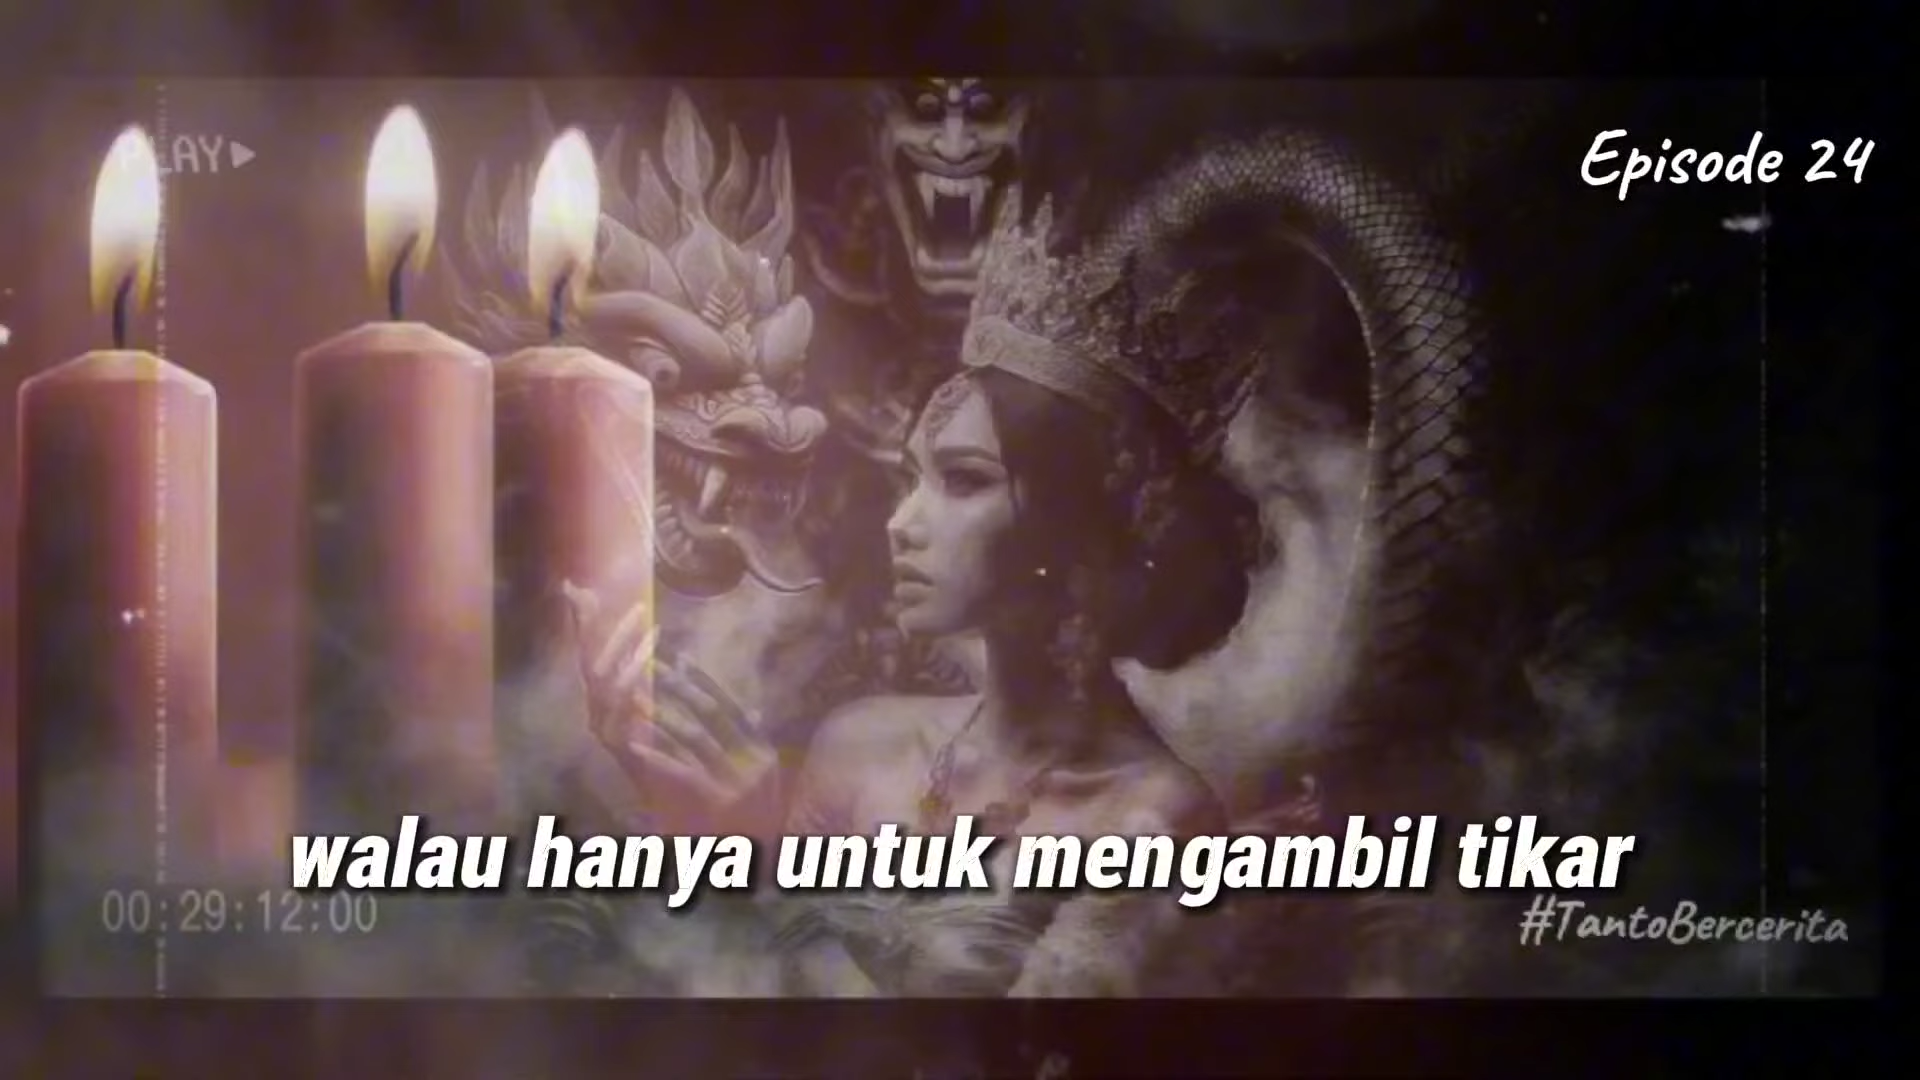 PLAY
Episode 24
walau hanya untuk mengambil tikar
00:29:12:00
#TantoBercerita